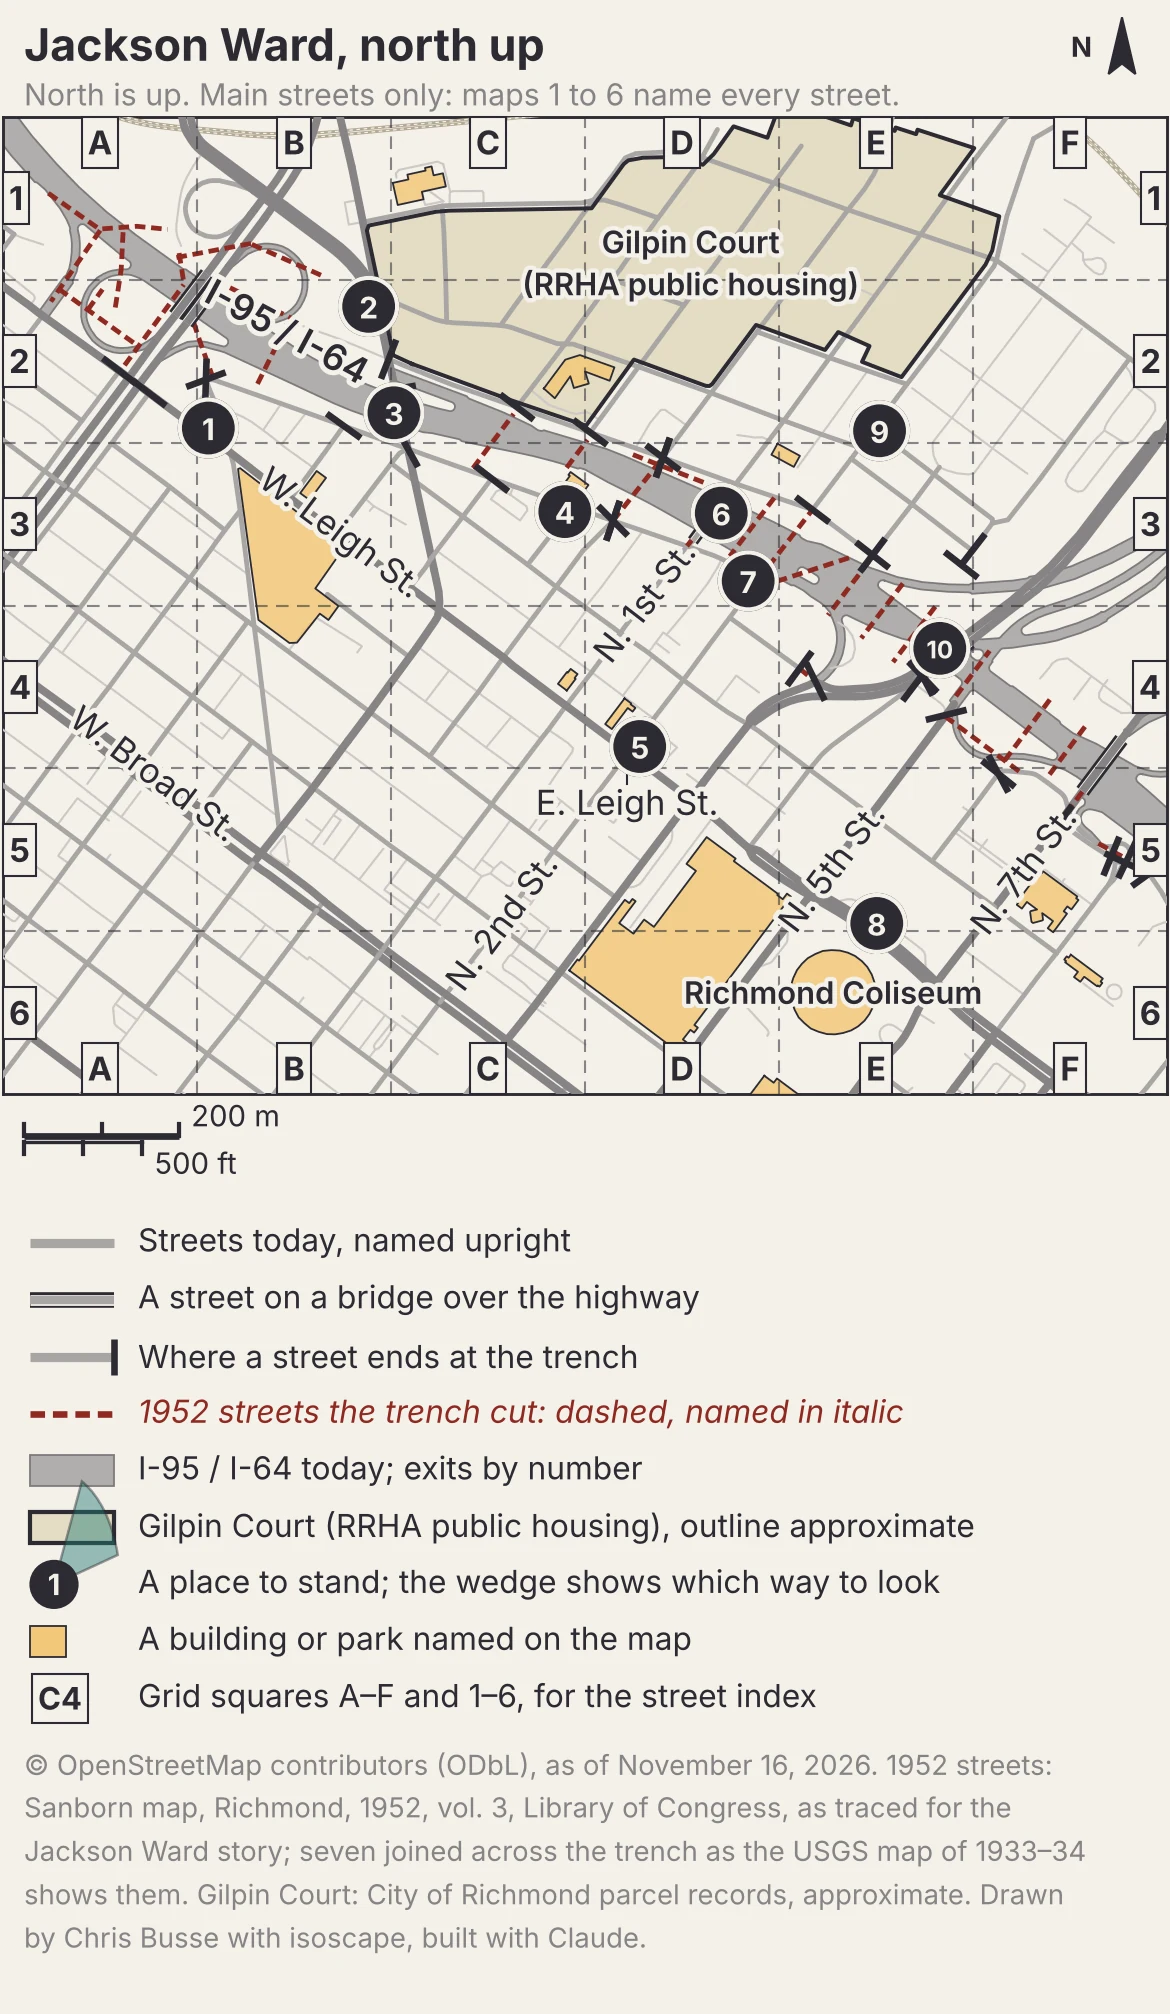 Jackson Ward, north up
N
North is up. Main streets only: maps 1 to 6 name every street.
A
B
C
D
E
F
1
1
Gilpin Court
(RRHA public housing)
I-95 / I-64
2
2
2
3
1
9
W. Leigh St.
3
4
6
3
7
N. 1st St.
10
4
4
W. Broad St.
5
E. Leigh St.
5
5
N. 5th St.
N. 7th St.
N. 2nd St.
8
Richmond Coliseum
6
6
A
B
C
D
E
F
200 m
500 ft
Streets today, named upright
A street on a bridge over the highway
Where a street ends at the trench
1952 streets the trench cut: dashed, named in italic
I-95 / I-64 today; exits by number
Gilpin Court (RRHA public housing), outline approximate
1
A place to stand; the wedge shows which way to look
A building or park named on the map
C4
Grid squares A–F and 1–6, for the street index
© OpenStreetMap contributors (ODbL), as of November 16, 2026. 1952 streets:
Sanborn map, Richmond, 1952, vol. 3, Library of Congress, as traced for the
Jackson Ward story; seven joined across the trench as the USGS map of 1933–34
shows them. Gilpin Court: City of Richmond parcel records, approximate. Drawn
by Chris Busse with isoscape, built with Claude.